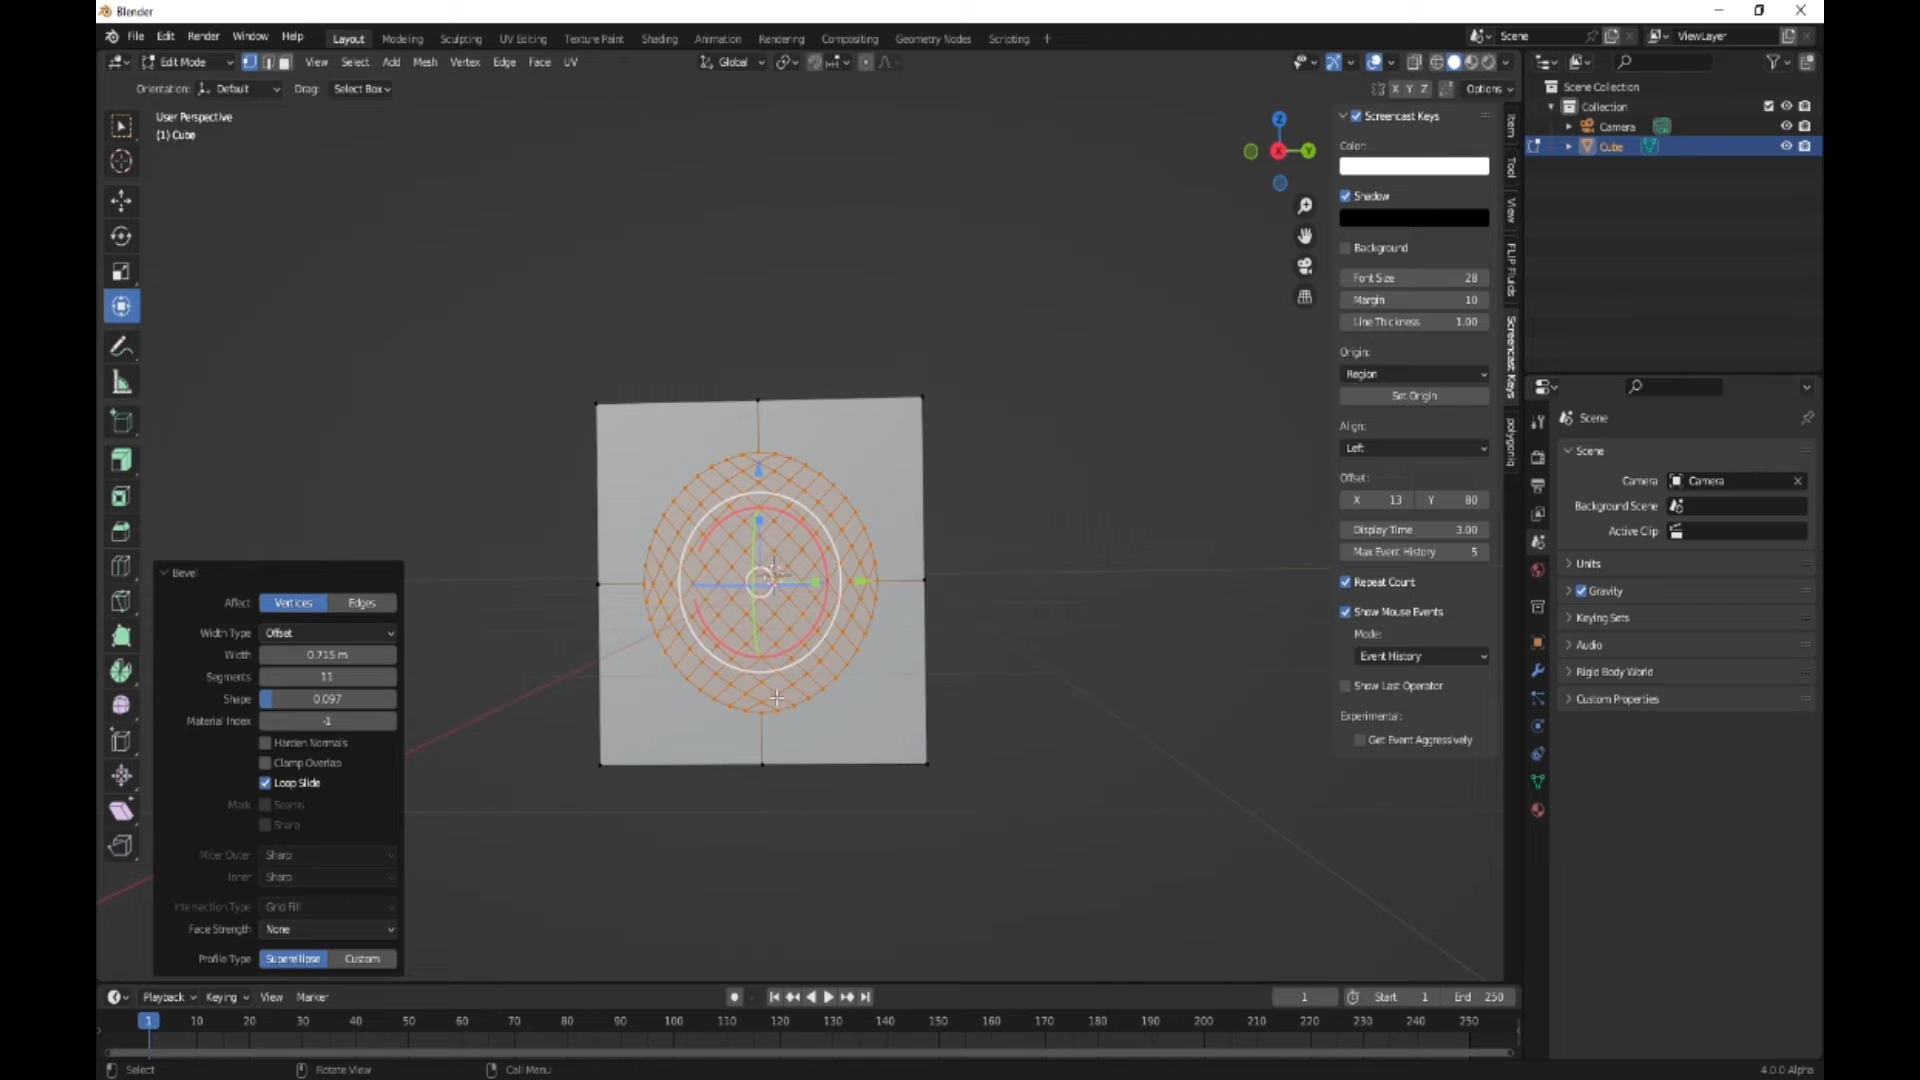 Blender
File Edit Render Window Help Layout Modeling Sculpting UV Editing Texture Paint Shading Animation Rendering Compositing Geometry Nodes Scripting + Scene ViewLayer
Edit Mode View Select Add Mesh Vertex Edge Face UV Global
Orientation: Default Drag: Select Box X Y Z Options
User Perspective
(1) Cube
Z
X
Y
Screencast Keys
Color:
Shadow
Background
Font Size 28
Margin 10
Line Thickness 1.00
Origin:
Region
Set Origin
Align:
Left
Offset:
X 13 Y 80
Display Time 3.00
Max Event History 5
Repeat Count
Show Mouse Events
Mode:
Event History
Show Last Operator
Experimental:
Get Event Aggressively
Item
Tool
View
FLIP Fluids
Screencast Keys
polygoniq
Scene Collection
Collection
Camera
Cube
Scene
Scene
Camera Camera
Background Scene
Active Clip
Units
Gravity
Keying Sets
Audio
Rigid Body World
Custom Properties
Bevel
Affect Vertices Edges
Width Type Offset
Width 0.715 m
Segments 11
Shape 0.097
Material Index -1
Harden Normals
Clamp Overlap
Loop Slide
Mark Seams
Sharp
Miter Outer Sharp
Inner Sharp
Intersection Type Grid Fill
Face Strength None
Profile Type Superellipse Custom
Playback Keying View Marker 1 Start 1 End 250
1 10 20 30 40 50 60 70 80 90 100 110 120 130 140 150 160 170 180 190 200 210 220 230 240 250
Select Rotate View Call Menu 4.0.0 Alpha